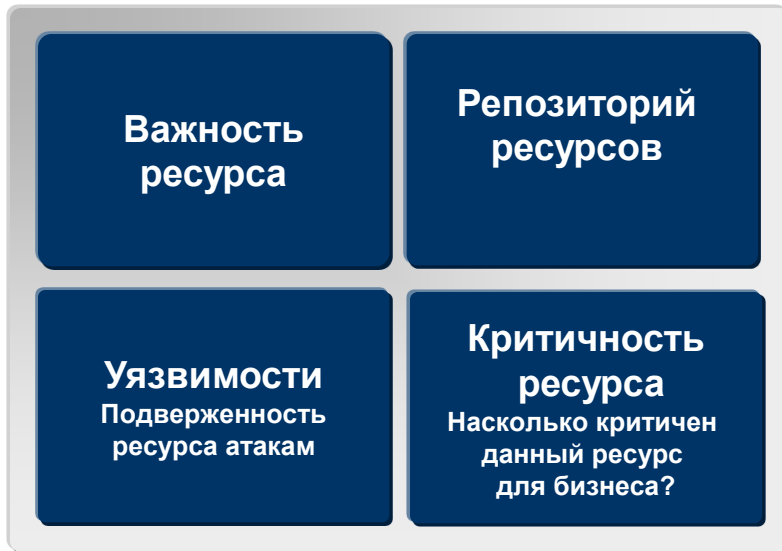 Важность
ресурса
Репозиторий
ресурсов
Уязвимости
Подверженность
ресурса атакам
Критичность
ресурса
Насколько критичен
данный ресурс
для бизнеса?